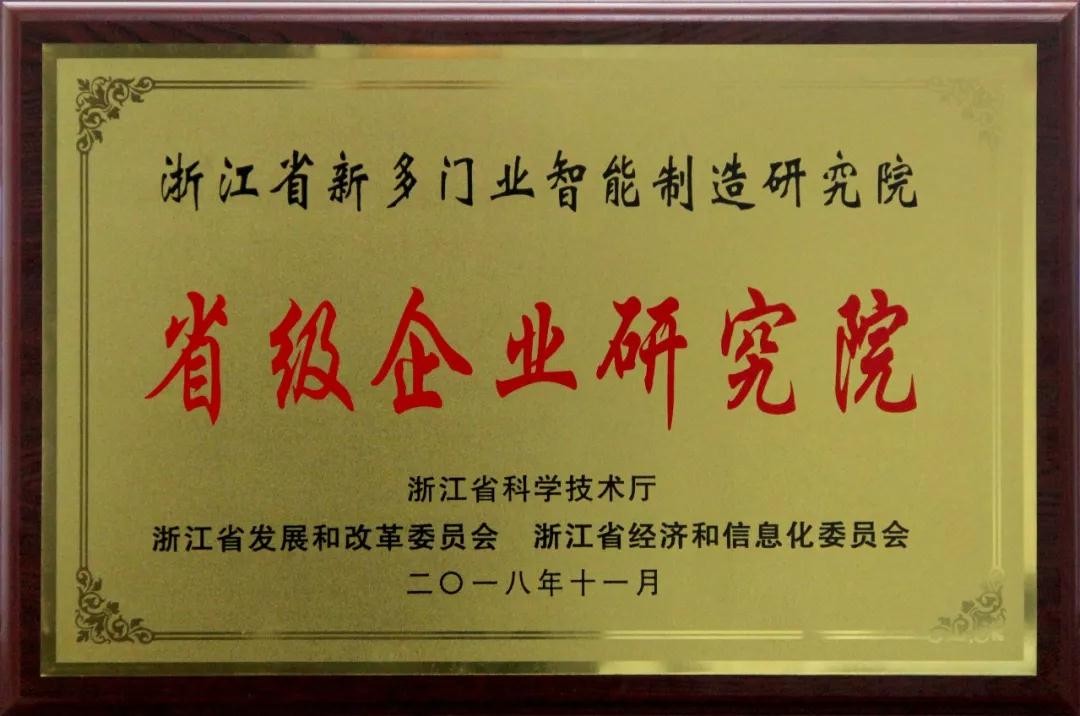 浙江省新多门业智能制造研究院
省级企业研究院
浙江省科学技术厅
浙江省发展和改革委员会 浙江省经济和信息化委员会
二〇一八年十一月